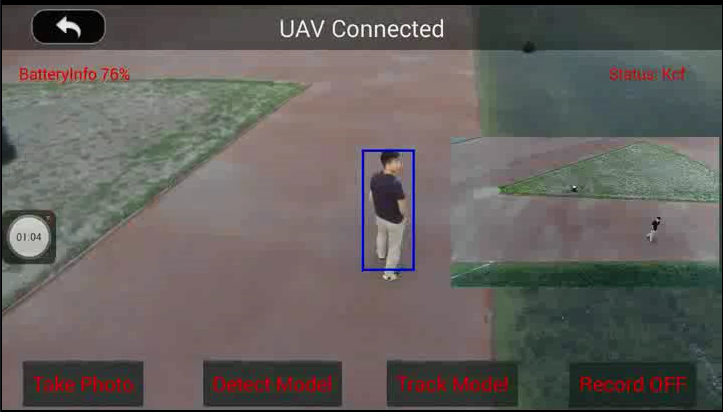 UAV Connected
BatteryInfo 76%
Status: Kcf
01:04
Take Photo
Detect Model
Track Model
Record OFF